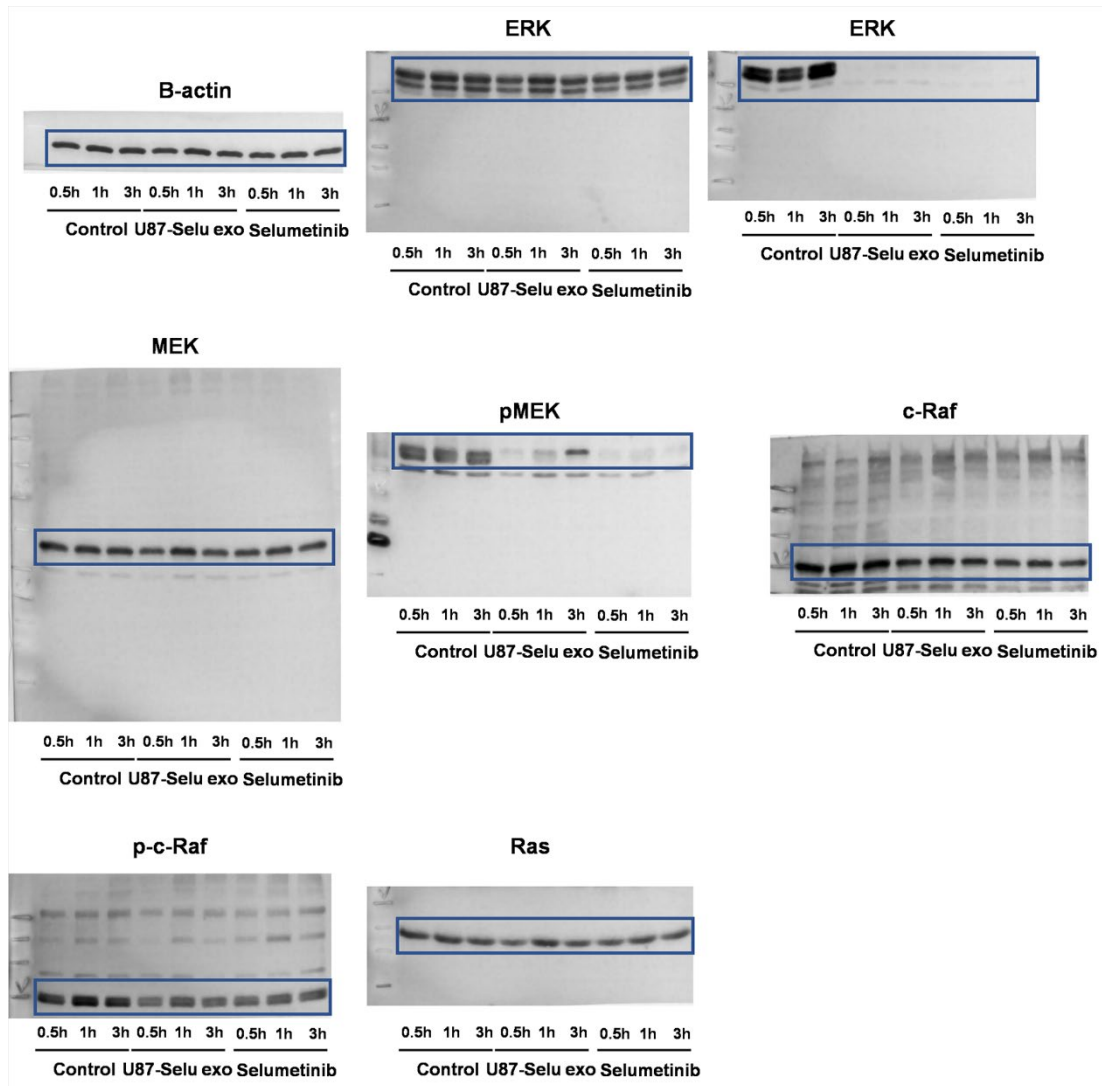 ERK
ERK
B-actin
0.5h 1h 3h 0.5h 1h 3h 0.5h 1h 3h
Control U87-Selu exo Selumetinib
0.5h 1h 3h 0.5h 1h 3h 0.5h 1h 3h
Control U87-Selu exo Selumetinib
0.5h 1h 3h 0.5h 1h 3h 0.5h 1h 3h
Control U87-Selu exo Selumetinib
MEK
pMEK
c-Raf
0.5h 1h 3h 0.5h 1h 3h 0.5h 1h 3h
Control U87-Selu exo Selumetinib
0.5h 1h 3h 0.5h 1h 3h 0.5h 1h 3h
Control U87-Selu exo Selumetinib
0.5h 1h 3h 0.5h 1h 3h 0.5h 1h 3h
Control U87-Selu exo Selumetinib
p-c-Raf
Ras
0.5h 1h 3h 0.5h 1h 3h 0.5h 1h 3h
Control U87-Selu exo Selumetinib
0.5h 1h 3h 0.5h 1h 3h 0.5h 1h 3h
Control U87-Selu exo Selumetinib